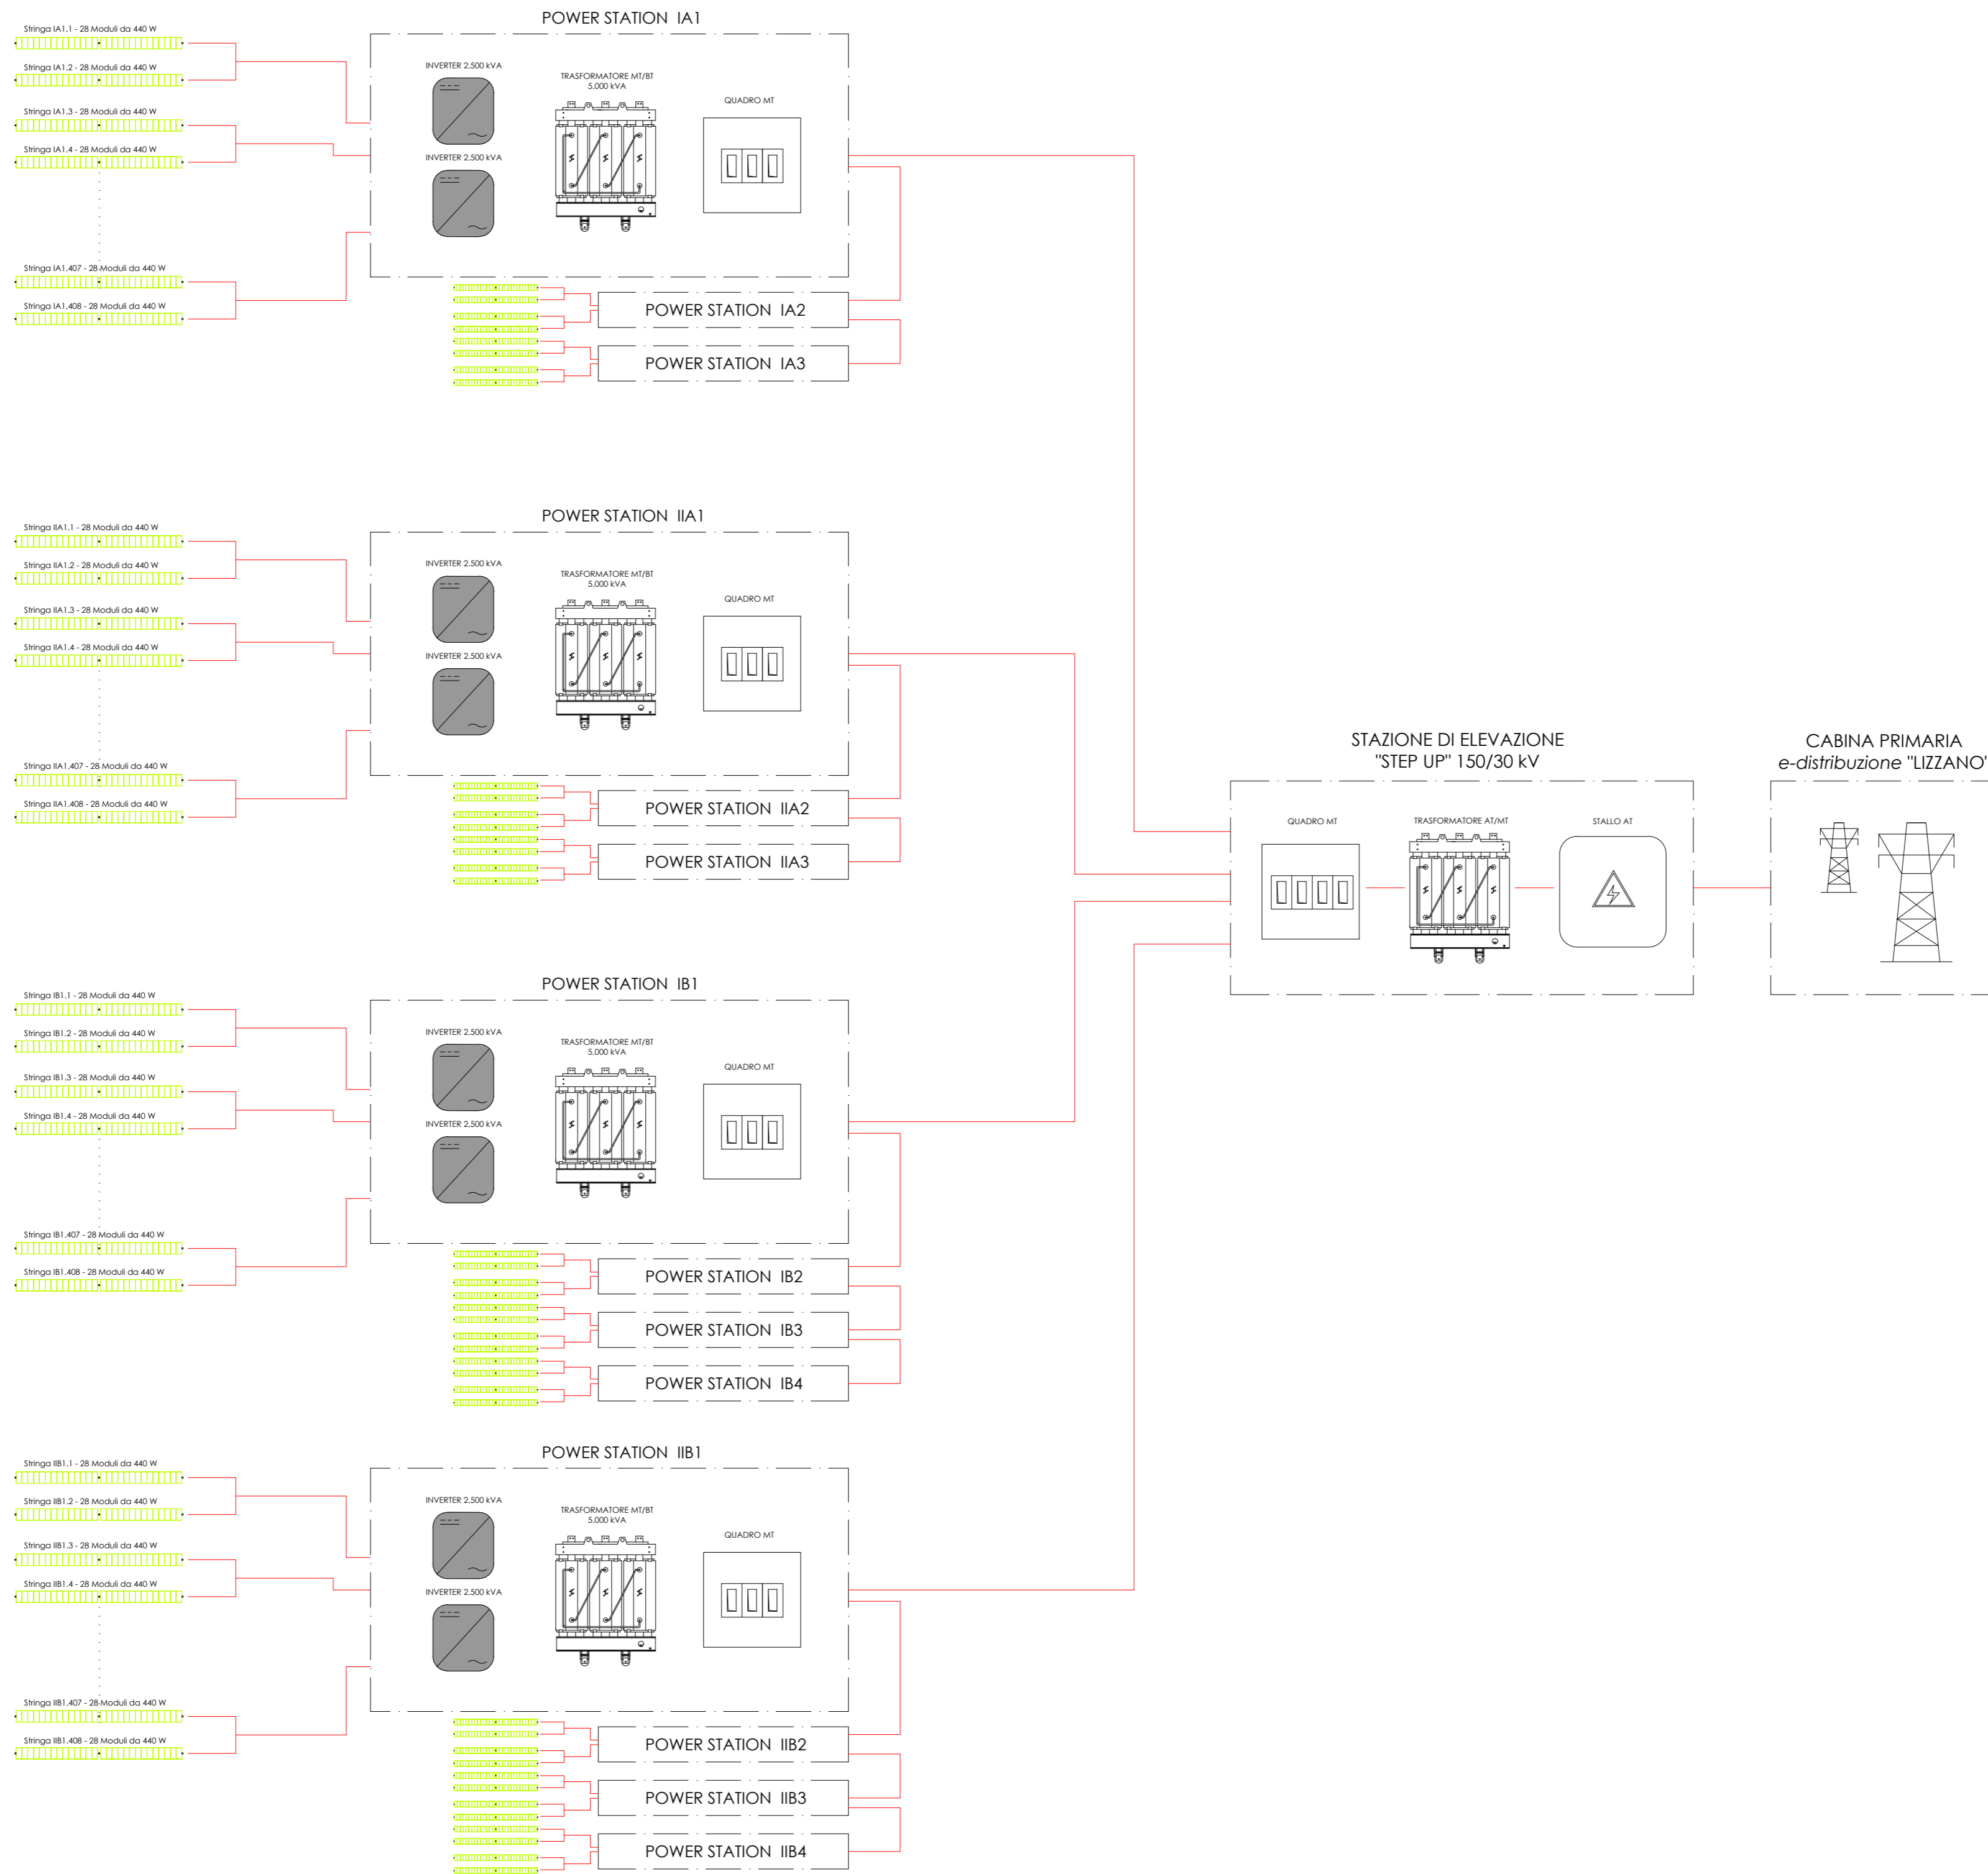 POWER STATION IA1
Stringa IA1.1 - 28 Moduli da 440 W
Stringa IA1.2 - 28 Moduli da 440 W
Stringa IA1.3 - 28 Moduli da 440 W
Stringa IA1.4 - 28 Moduli da 440 W
Stringa IA1.407 - 28 Moduli da 440 W
Stringa IA1.408 - 28 Moduli da 440 W
INVERTER 2.500 kVA
INVERTER 2.500 kVA
TRASFORMATORE MT/BT
5.000 kVA
QUADRO MT
POWER STATION IA2
POWER STATION IA3
POWER STATION IIA1
Stringa IIA1.1 - 28 Moduli da 440 W
Stringa IIA1.2 - 28 Moduli da 440 W
Stringa IIA1.3 - 28 Moduli da 440 W
Stringa IIA1.4 - 28 Moduli da 440 W
Stringa IIA1.407 - 28 Moduli da 440 W
Stringa IIA1.408 - 28 Moduli da 440 W
INVERTER 2.500 kVA
INVERTER 2.500 kVA
TRASFORMATORE MT/BT
5.000 kVA
QUADRO MT
POWER STATION IIA2
POWER STATION IIA3
STAZIONE DI ELEVAZIONE
"STEP UP" 150/30 kV
QUADRO MT
TRASFORMATORE AT/MT
STALLO AT
CABINA PRIMARIA
e-distribuzione "LIZZANO"
POWER STATION IB1
Stringa IB1.1 - 28 Moduli da 440 W
Stringa IB1.2 - 28 Moduli da 440 W
Stringa IB1.3 - 28 Moduli da 440 W
Stringa IB1.4 - 28 Moduli da 440 W
Stringa IB1.407 - 28 Moduli da 440 W
Stringa IB1.408 - 28 Moduli da 440 W
INVERTER 2.500 kVA
INVERTER 2.500 kVA
TRASFORMATORE MT/BT
5.000 kVA
QUADRO MT
POWER STATION IB2
POWER STATION IB3
POWER STATION IB4
POWER STATION IIB1
Stringa IIB1.1 - 28 Moduli da 440 W
Stringa IIB1.2 - 28 Moduli da 440 W
Stringa IIB1.3 - 28 Moduli da 440 W
Stringa IIB1.4 - 28 Moduli da 440 W
Stringa IIB1.407 - 28 Moduli da 440 W
Stringa IIB1.408 - 28 Moduli da 440 W
INVERTER 2.500 kVA
INVERTER 2.500 kVA
TRASFORMATORE MT/BT
5.000 kVA
QUADRO MT
POWER STATION IIB2
POWER STATION IIB3
POWER STATION IIB4